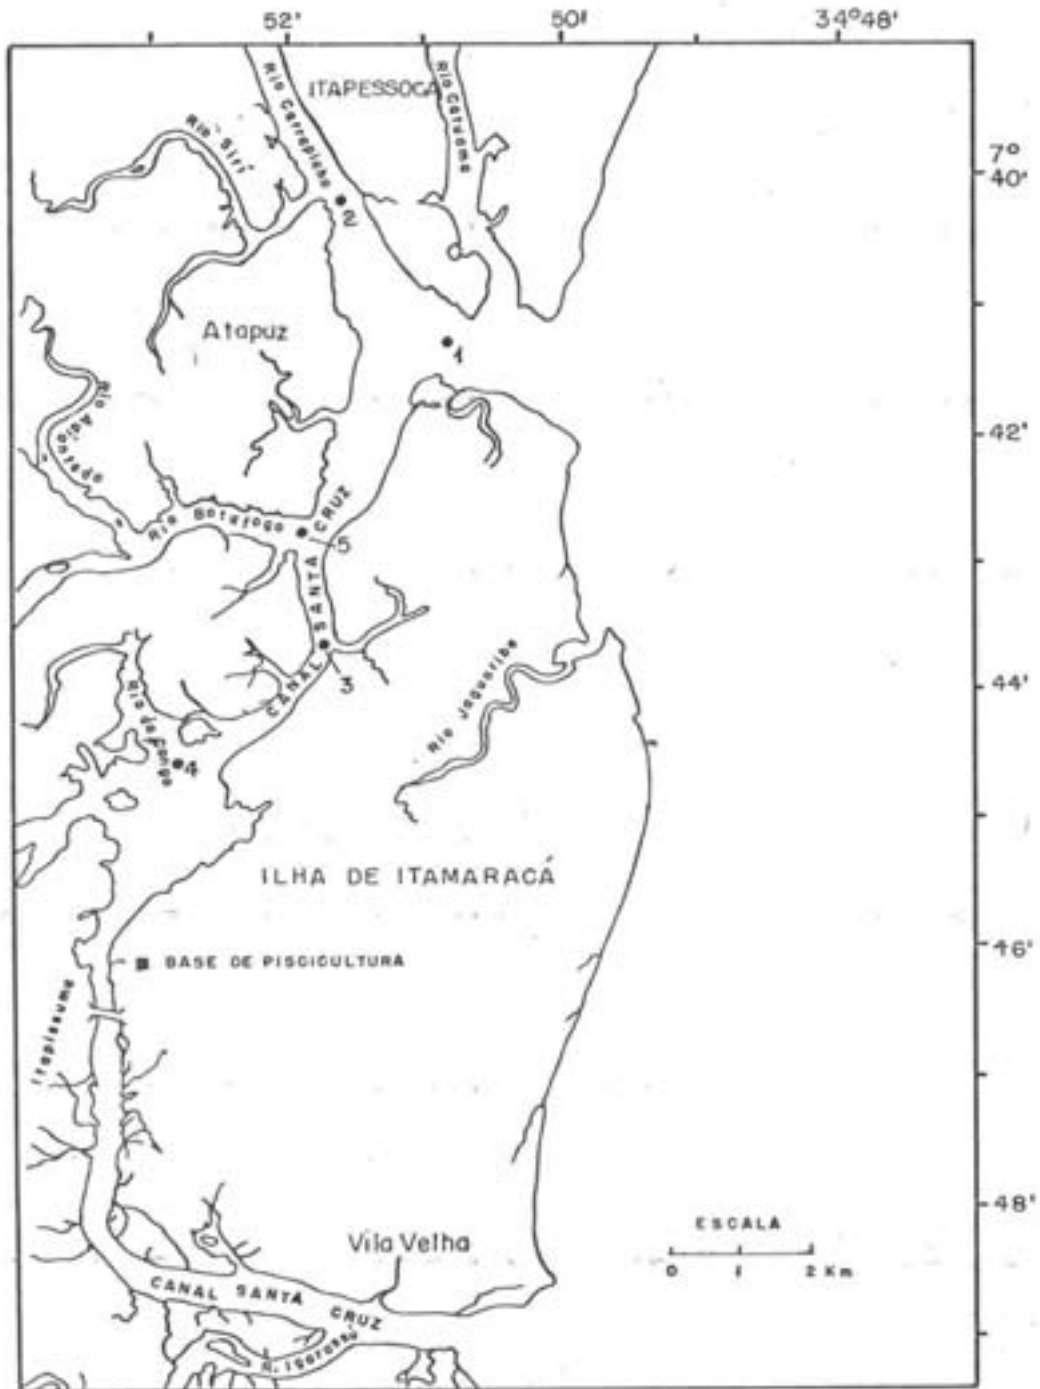 52'
50'
34°48'
Rio Carrapicho
ITAPESSOCA
Rio Catuama
Rio Siri
7°
40'
2
Atapuz
1
42'
Rio Botafogo
SANTA CRUZ
5
CANAL
3
Rio Jaguaribe
44'
4
ILHA DE ITAMARACÁ
BASE DE PISCICULTURA
46'
Itapissuma
48'
ESCALA
0 1 2 Km
Vila Velha
CANAL SANTA CRUZ
R. Igarassú